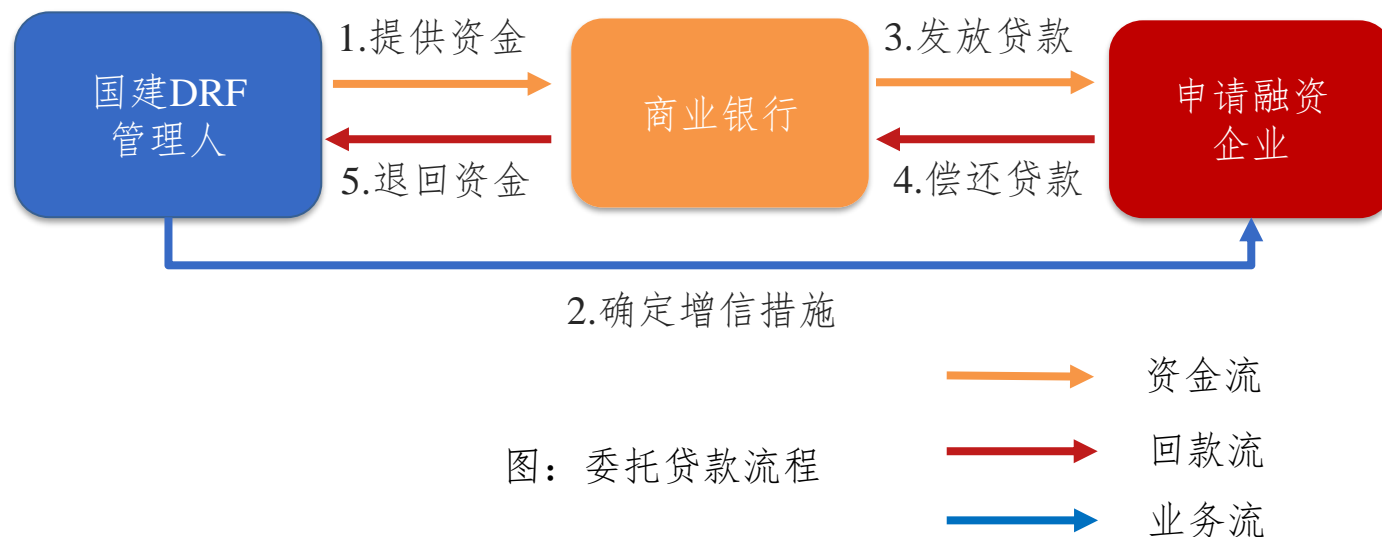 1.提供资金
3.发放贷款
国建DRF
管理人
商业银行
申请融资
企业
5.退回资金
4.偿还贷款
2.确定增信措施
资金流
图：委托贷款流程
回款流
业务流